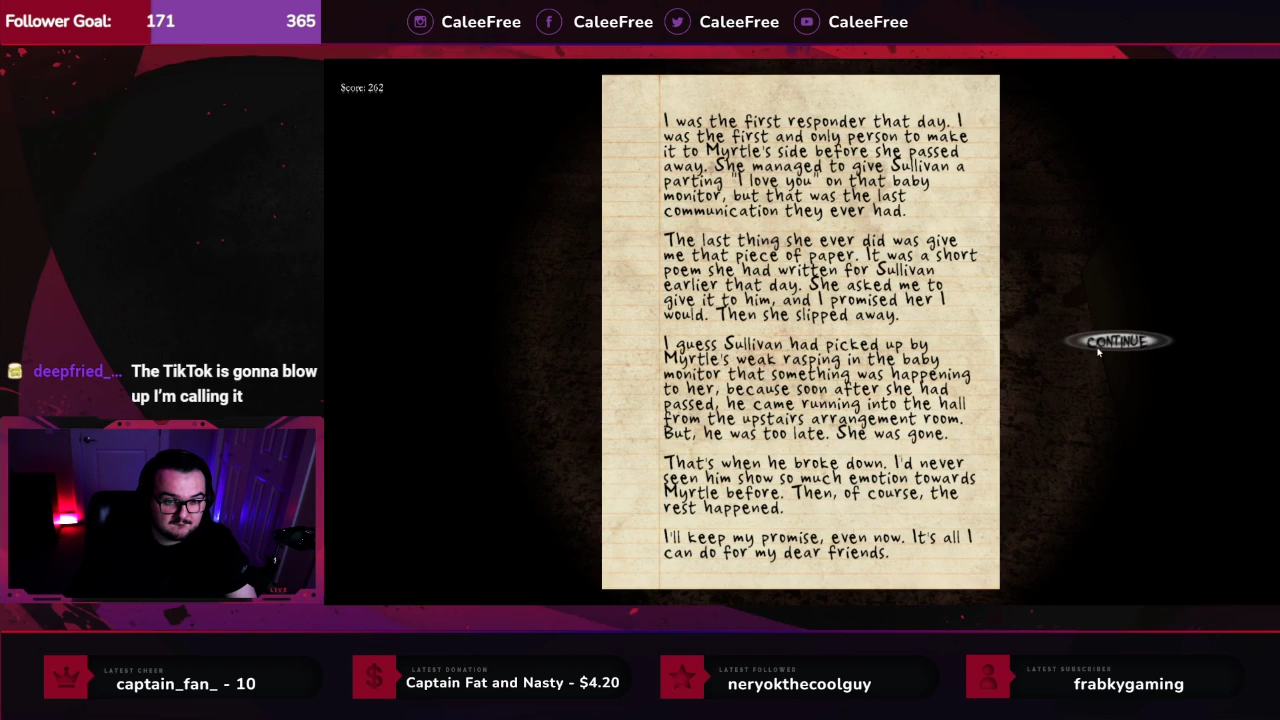 Follower Goal: 171 365
CaleeFree CaleeFree CaleeFree CaleeFree
Score: 262
I was the first responder that day. I
was the first and only person to make
it to Myrtle's side before she passed
away. She managed to give Sullivan a
parting "I love you" on that baby
monitor, but that was the last
communication they ever had.
The last thing she ever did was give
me that piece of paper. It was a short
poem she had written for Sullivan
earlier that day. She asked me to
give it to him, and I promised her I
would. Then she slipped away.
I guess Sullivan had picked up by
Myrtle's weak rasping in the baby
monitor that something was happening
to her, because soon after she had
passed, he came running into the hall
from the upstairs arrangement room.
But, he was too late. She was gone.
That's when he broke down. I'd never
seen him show so much emotion towards
Myrtle before. Then, of course, the
rest happened.
I'll keep my promise, even now. It's all I
can do for my dear friends.
CONTINUE
deepfried_... The TikTok is gonna blow
up I'm calling it
LIVE
LATEST CHEER
captain_fan_ - 10
LATEST DONATION
Captain Fat and Nasty - $4.20
LATEST FOLLOWER
neryokthecoolguy
LATEST SUBSCRIBER
frabkygaming